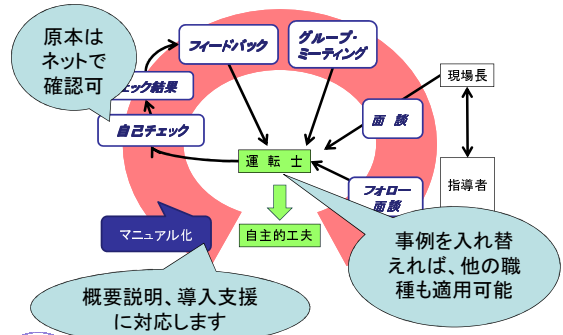 原本は
ネットで
確認可
フィードバック
グループ・
ミーティング
ェック結果
自己チェック
現場長
面 談
運 転 士
フォロー
面談
指導者
マニュアル化
自主的工夫
事例を入れ替
えれば、他の職
種も適用可能
概要説明、導入支援
に対応します